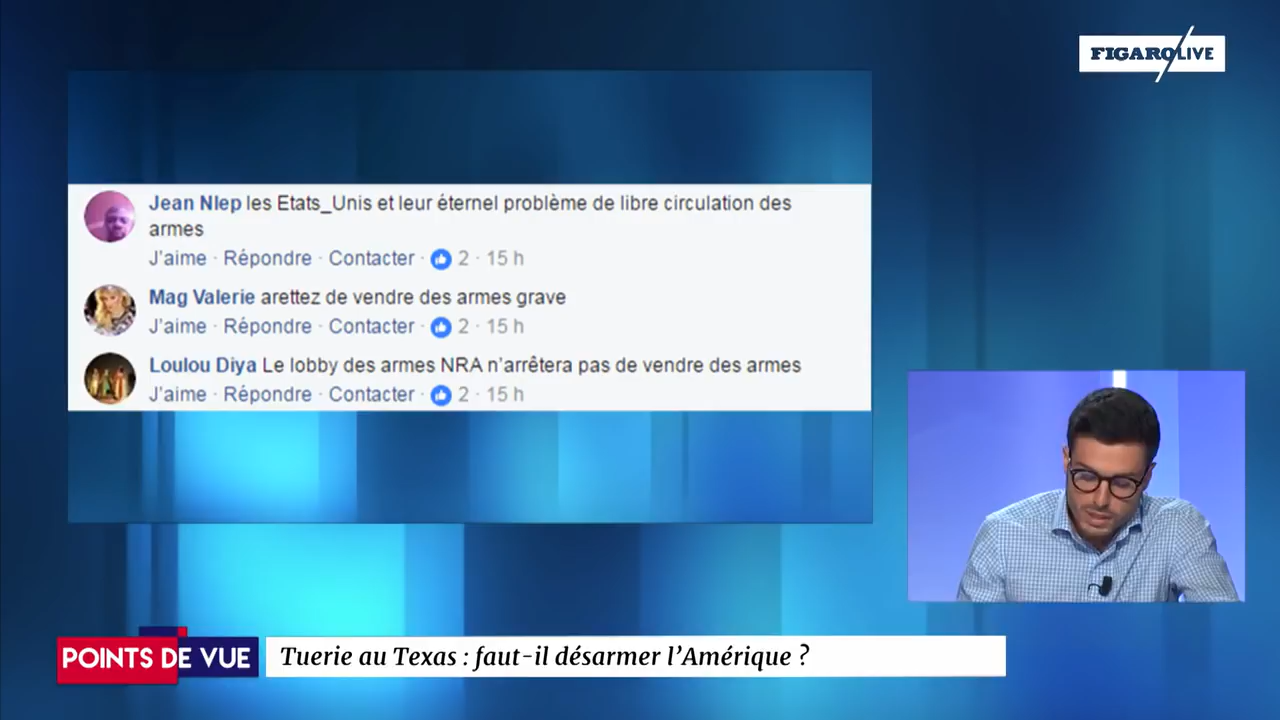 FIGARO LIVE
Jean Nlep les Etats_Unis et leur éternel problème de libre circulation des
armes
J'aime · Répondre · Contacter · 2 · 15 h
Mag Valerie arettez de vendre des armes grave
J'aime · Répondre · Contacter · 2 · 15 h
Loulou Diya Le lobby des armes NRA n'arrêtera pas de vendre des armes
J'aime · Répondre · Contacter · 2 · 15 h
POINTS DE VUE
Tuerie au Texas : faut-il désarmer l'Amérique ?